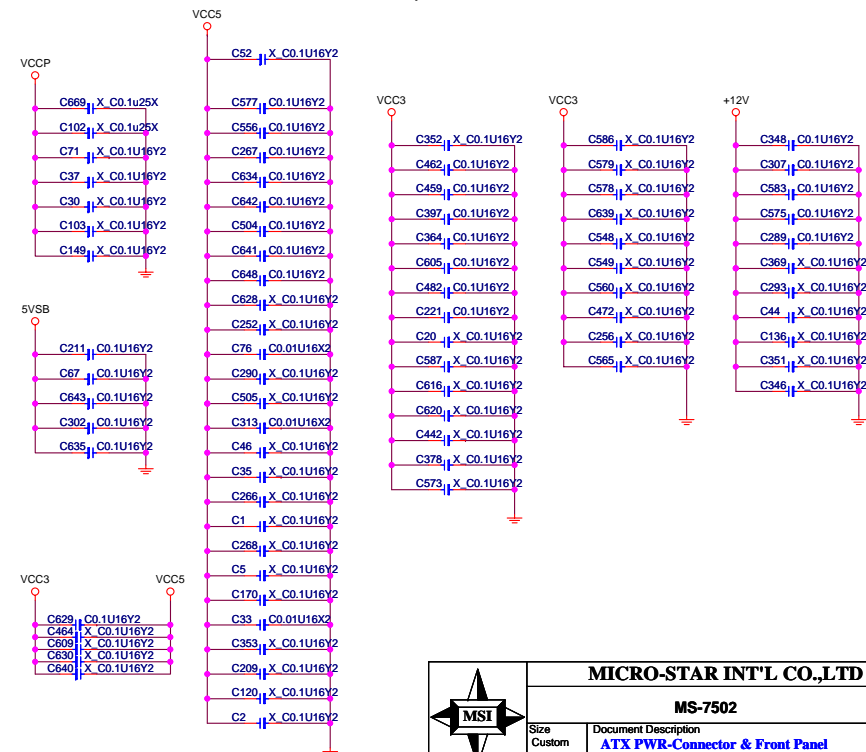 VCCP
C669 X_C0.1u25X
C102 X_C0.1u25X
C71 X_C0.1U16Y2
C37 X_C0.1U16Y2
C30 X_C0.1U16Y2
C103 X_C0.1U16Y2
C149 X_C0.1U16Y2
5VSB
C211 C0.1U16Y2
C67 C0.1U16Y2
C643 C0.1U16Y2
C302 C0.1U16Y2
C635 C0.1U16Y2
VCC3 VCC5
C629 C0.1U16Y2
C464 X_C0.1U16Y2
C609 X_C0.1U16Y2
C630 X_C0.1U16Y2
C640 X_C0.1U16Y2
VCC5
C52 X_C0.1U16Y2
C577 C0.1U16Y2
C556 C0.1U16Y2
C267 C0.1U16Y2
C634 C0.1U16Y2
C642 C0.1U16Y2
C504 C0.1U16Y2
C641 C0.1U16Y2
C648 C0.1U16Y2
C628 X_C0.1U16Y2
C252 X_C0.1U16Y2
C76 C0.01U16X2
C290 X_C0.1U16Y2
C505 X_C0.1U16Y2
C313 C0.01U16X2
C46 X_C0.1U16Y2
C35 X_C0.1U16Y2
C266 X_C0.1U16Y2
C1 X_C0.1U16Y2
C268 X_C0.1U16Y2
C5 X_C0.1U16Y2
C170 X_C0.1U16Y2
C33 C0.01U16X2
C353 X_C0.1U16Y2
C209 X_C0.1U16Y2
C120 X_C0.1U16Y2
C2 X_C0.1U16Y2
VCC3
C352 X_C0.1U16Y2
C462 C0.1U16Y2
C459 C0.1U16Y2
C397 C0.1U16Y2
C364 C0.1U16Y2
C605 C0.1U16Y2
C482 C0.1U16Y2
C221 C0.1U16Y2
C20 X_C0.1U16Y2
C587 X_C0.1U16Y2
C616 X_C0.1U16Y2
C620 X_C0.1U16Y2
C442 X_C0.1U16Y2
C378 X_C0.1U16Y2
C573 X_C0.1U16Y2
VCC3
C586 X_C0.1U16Y2
C579 X_C0.1U16Y2
C578 X_C0.1U16Y2
C639 X_C0.1U16Y2
C548 X_C0.1U16Y2
C549 X_C0.1U16Y2
C560 X_C0.1U16Y2
C472 X_C0.1U16Y2
C256 X_C0.1U16Y2
C565 X_C0.1U16Y2
+12V
C348 C0.1U16Y2
C307 C0.1U16Y2
C583 C0.1U16Y2
C575 C0.1U16Y2
C289 C0.1U16Y2
C369 X_C0.1U16Y2
C293 X_C0.1U16Y2
C44 X_C0.1U16Y2
C136 X_C0.1U16Y2
C351 X_C0.1U16Y2
C346 X_C0.1U16Y2
MSI
MICRO-STAR INT'L CO.,LTD
MS-7502
Size
Custom
Document Description
ATX PWR-Connector & Front Panel